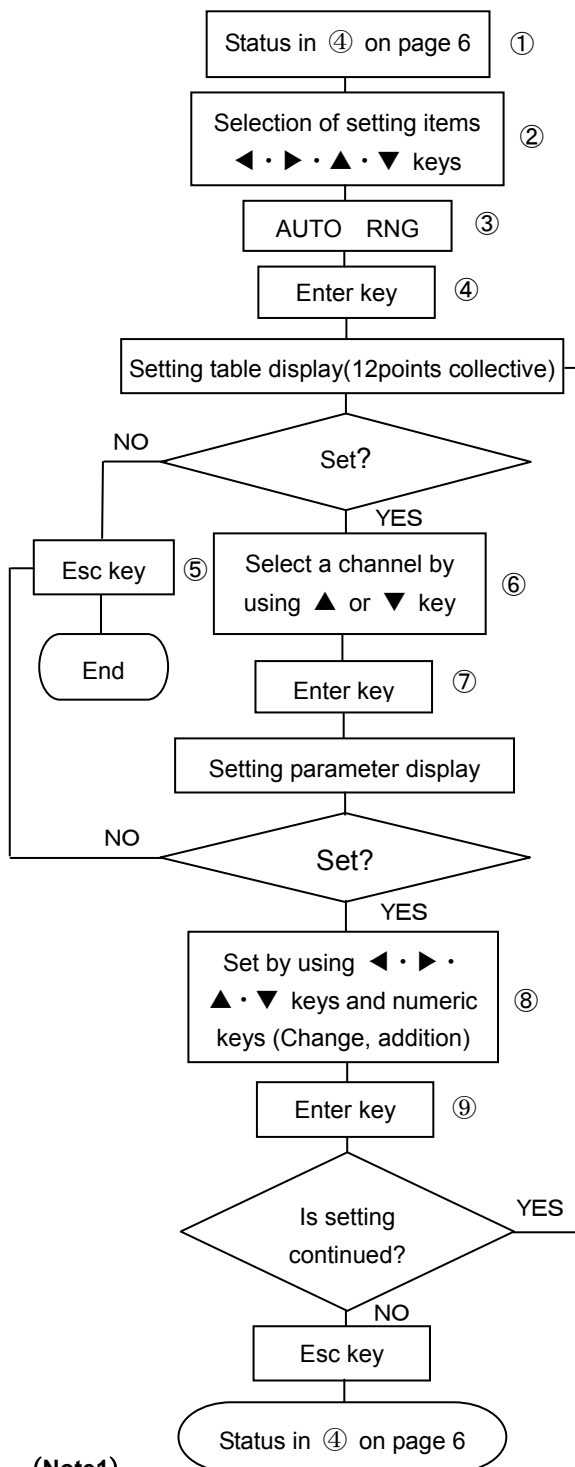 Status in ④ on page 6 ①
Selection of setting items
◀・▶・▲・▼ keys ②
AUTO RNG ③
Enter key ④
Setting table display(12points collective)
NO
Set?
YES
Esc key ⑤
Select a channel by
using ▲ or ▼ key ⑥
End
Enter key ⑦
Setting parameter display
NO
Set?
YES
Set by using ◀・▶・
▲・▼ keys and numeric
keys (Change, addition) ⑧
Enter key ⑨
Is setting
continued?
YES
NO
Esc key
Status in ④ on page 6
(Note1)